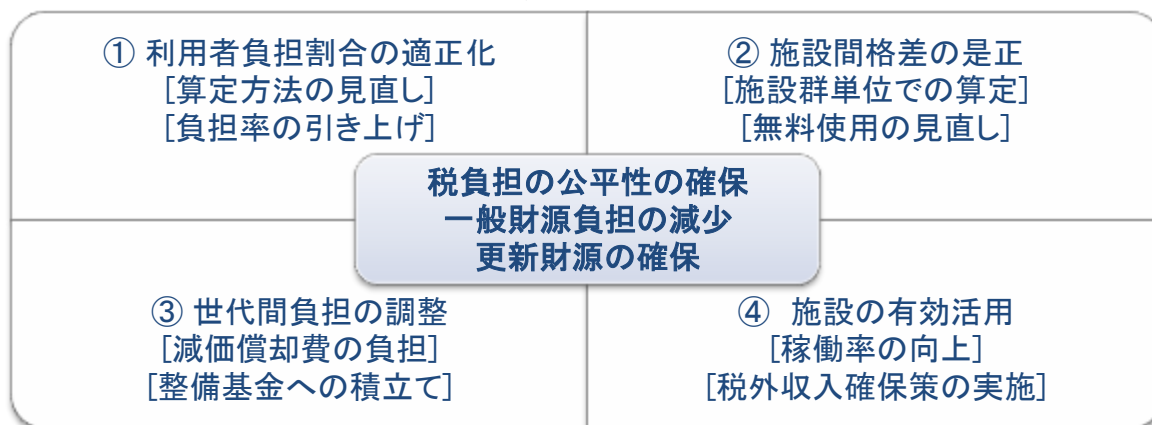 ① 利用者負担割合の適正化
[算定方法の見直し]
[負担率の引き上げ]
② 施設間格差の是正
[施設群単位での算定]
[無料使用の見直し]
税負担の公平性の確保
一般財源負担の減少
更新財源の確保
③ 世代間負担の調整
[減価償却費の負担]
[整備基金への積立て]
④ 施設の有効活用
[稼働率の向上]
[税外収入確保策の実施]